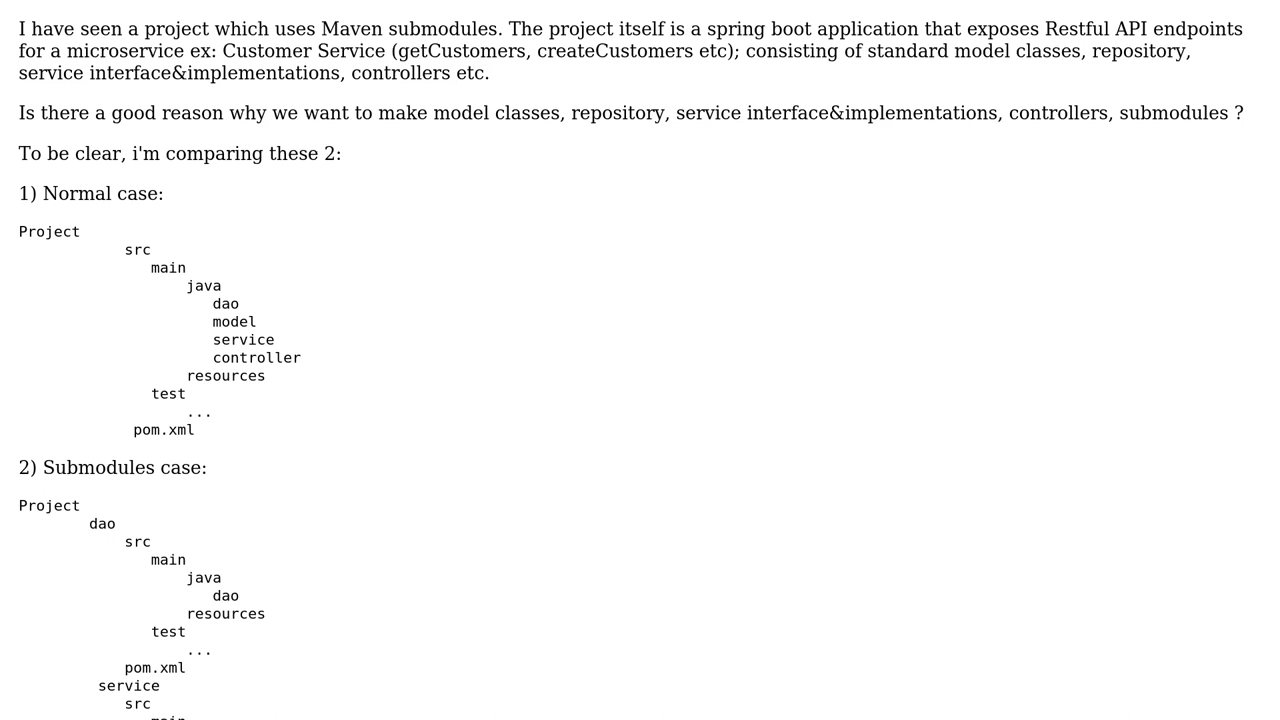 I have seen a project which uses Maven submodules. The project itself is a spring boot application that exposes Restful API endpoints
for a microservice ex: Customer Service (getCustomers, createCustomers etc); consisting of standard model classes, repository,
service interface&implementations, controllers etc.
Is there a good reason why we want to make model classes, repository, service interface&implementations, controllers, submodules ?
To be clear, i'm comparing these 2:
1) Normal case:
Project
src
main
java
dao
model
service
controller
resources
test
...
pom.xml
2) Submodules case:
Project
dao
src
main
java
dao
resources
test
...
pom.xml
service
src
main